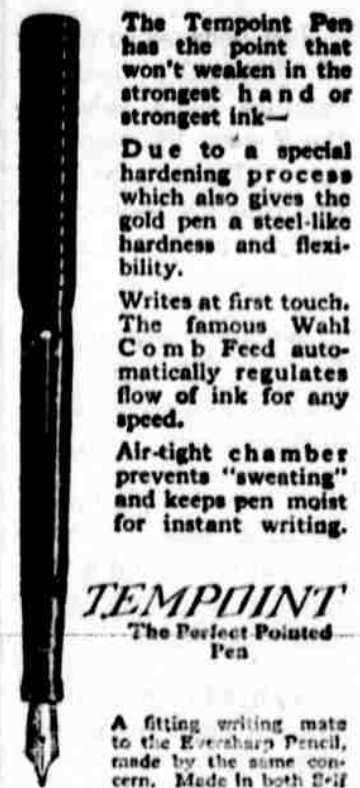 The Tempoint Pen
has the point that
won't weaken in the
strongest hand or
strongest ink—
Due to a special
hardening process
which also gives the
gold pen a steel-like
hardness and flexi-
bility.
Writes at first touch.
The famous Wahl
Comb Feed auto-
matically regulates
flow of ink for any
speed.
Air-tight chamber
prevents "sweating"
and keeps pen moist
for instant writing.
TEMPOINT
The Perfect Pointed
Pen
A fitting writing mate
to the Eversharp Pencil,
made by the same con-
cern. Made in both Self